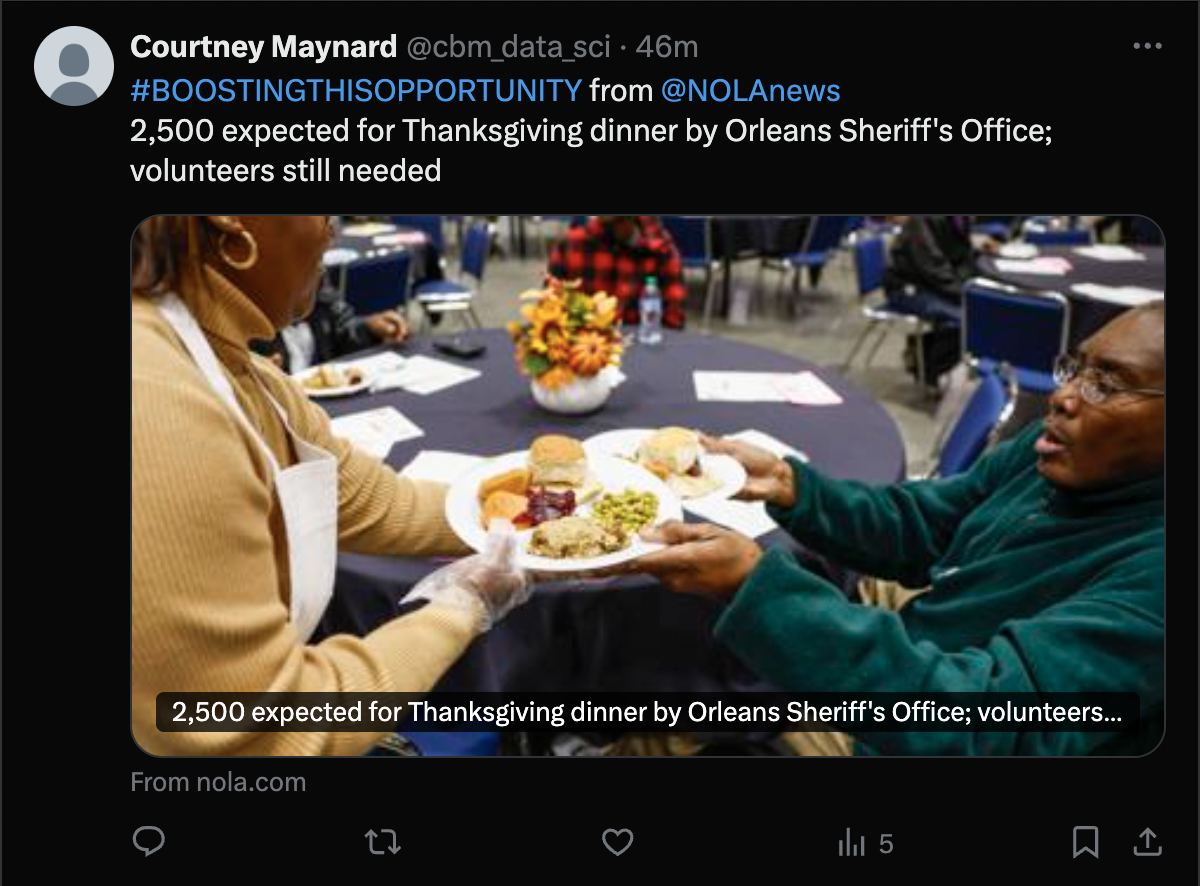 Courtney Maynard @cbm_data_sci · 46m
#BOOSTINGTHISOPPORTUNITY from @NOLAnews
2,500 expected for Thanksgiving dinner by Orleans Sheriff's Office;
volunteers still needed
2,500 expected for Thanksgiving dinner by Orleans Sheriff's Office; volunteers...
From nola.com
5